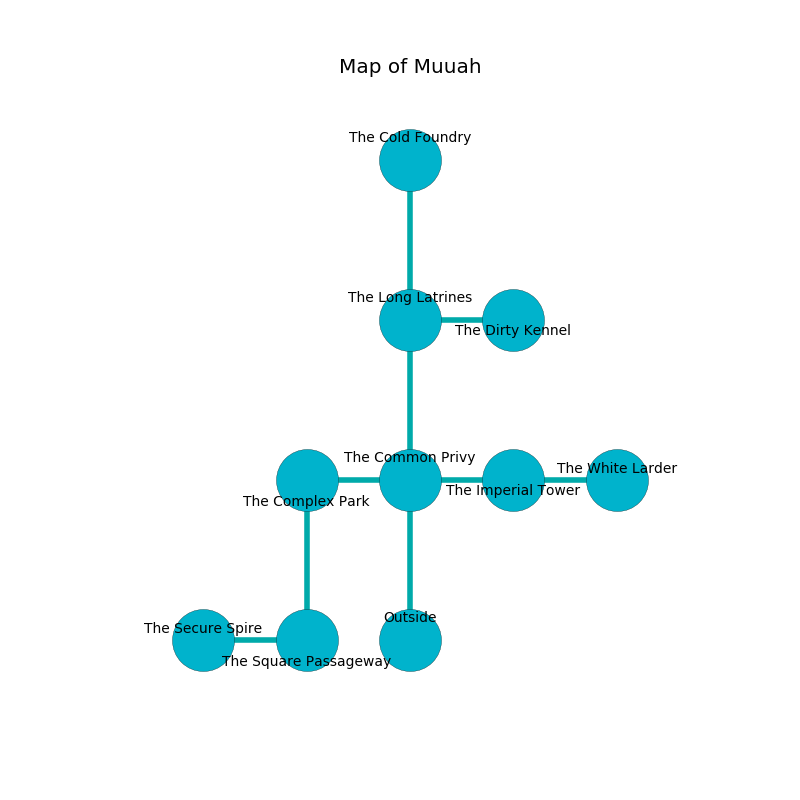 Map of Muuah
The Cold Foundry
The Long Latrines
The Dirty Kennel
The Common Privy
The White Larder
The Imperial Tower
The Complex Park
Outside
The Secure Spire
The Square Passageway